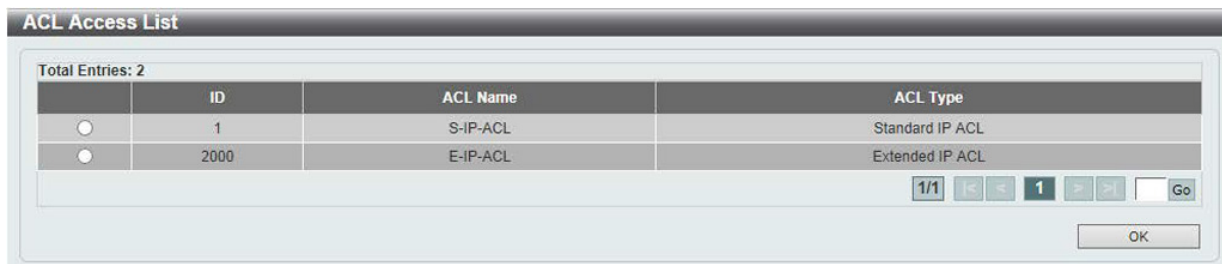 ACL Access List
Total Entries: 2
ID ACL Name ACL Type
1 S-IP-ACL Standard IP ACL
2000 E-IP-ACL Extended IP ACL
1/1 |< < 1 > >| Go
OK